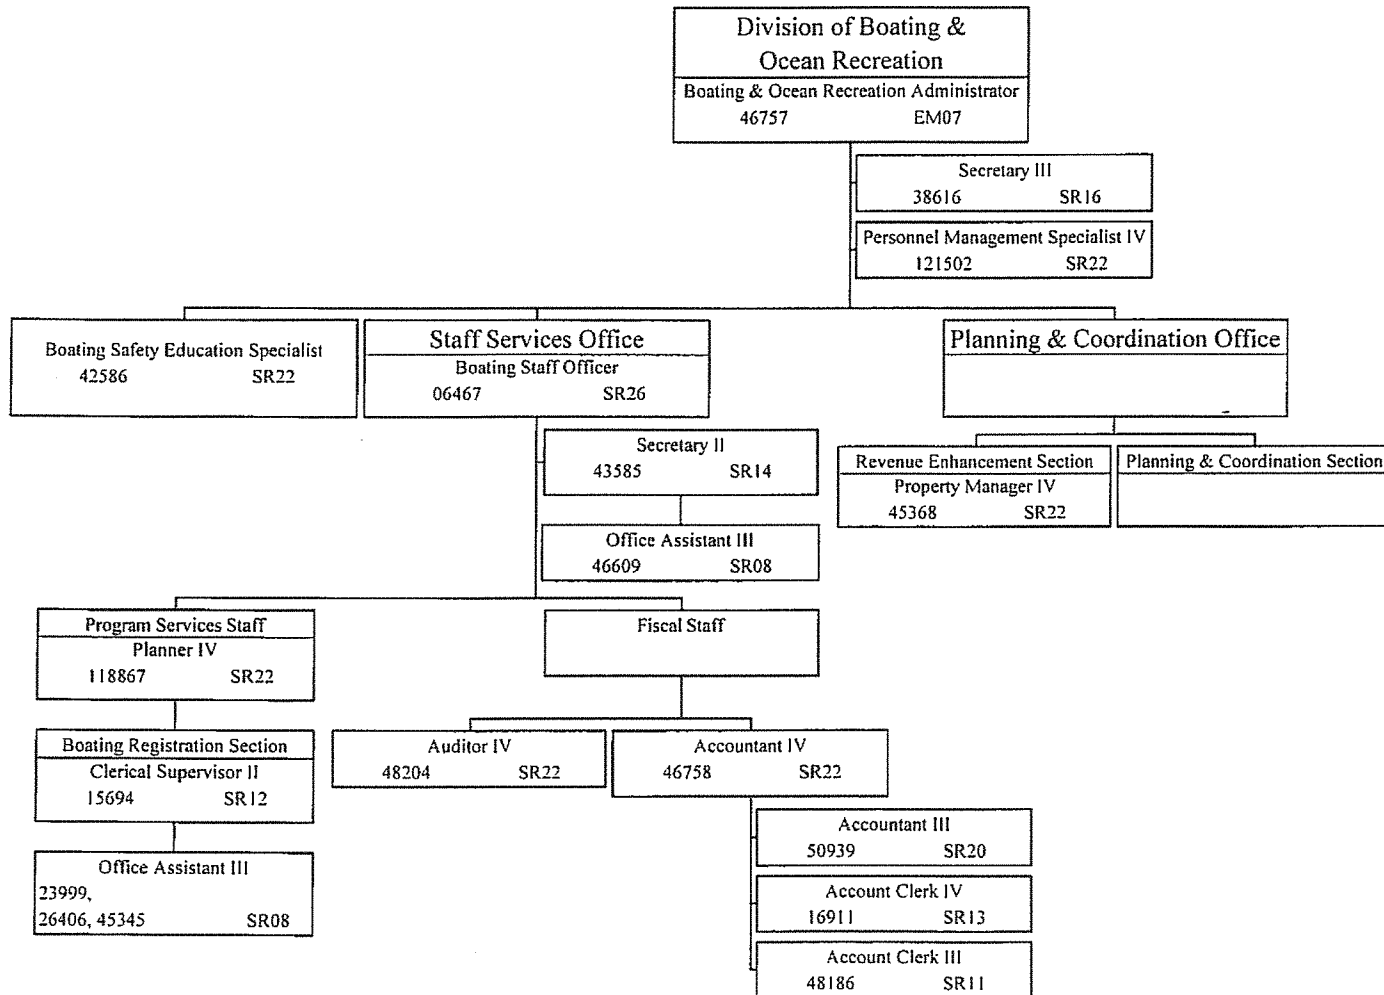 Division of Boating &
Ocean Recreation
Boating & Ocean Recreation Administrator
46757 EM07
Secretary III
38616 SR16
Personnel Management Specialist IV
121502 SR22
Boating Safety Education Specialist
42586 SR22
Staff Services Office
Boating Staff Officer
06467 SR26
Planning & Coordination Office
Secretary II
43585 SR14
Office Assistant III
46609 SR08
Revenue Enhancement Section
Property Manager IV
45368 SR22
Planning & Coordination Section
Program Services Staff
Planner IV
118867 SR22
Fiscal Staff
Boating Registration Section
Clerical Supervisor II
15694 SR12
Office Assistant III
23999,
26406, 45345 SR08
Auditor IV
48204 SR22
Accountant IV
46758 SR22
Accountant III
50939 SR20
Account Clerk IV
16911 SR13
Account Clerk III
48186 SR11